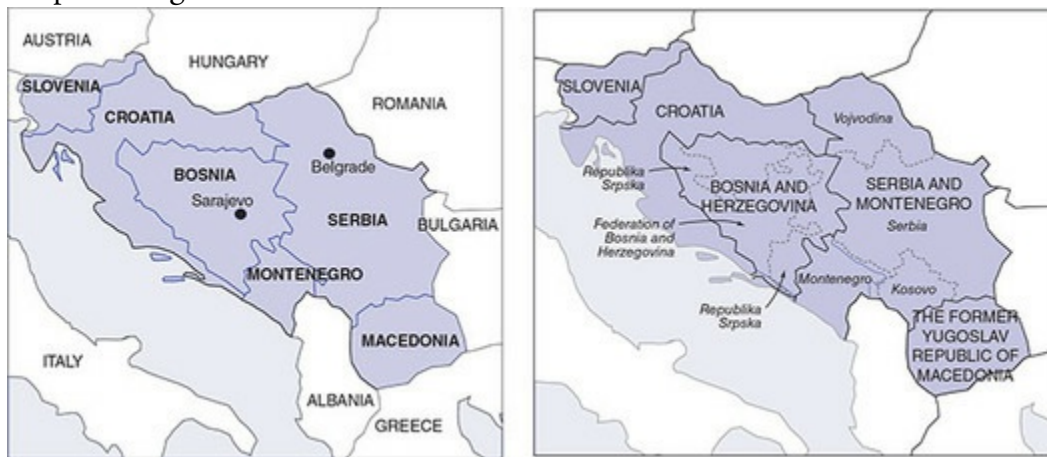 AUSTRIA
HUNGARY
SLOVENIA
CROATIA
ROMANIA
Belgrade
BOSNIA
Sarajevo
SERBIA
BULGARIA
MONTENEGRO
MACEDONIA
ITALY
ALBANIA
GREECE
SLOVENIA
CROATIA
Vojvodina
Republika
Srpska
BOSNIA AND
HERZEGOVINA
SERBIA AND
MONTENEGRO
Serbia
Federation of
Bosnia and
Herzegovina
Montenegro
Kosovo
Republika
Srpska
THE FORMER
YUGOSLAV
REPUBLIC OF
MACEDONIA